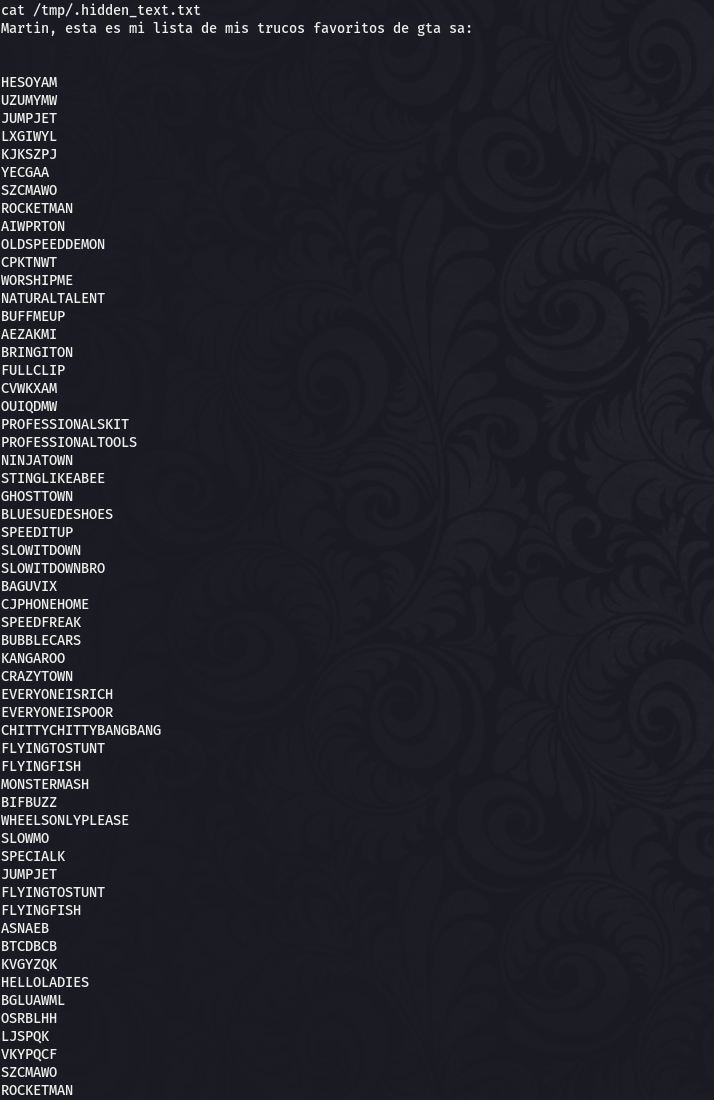 cat /tmp/.hidden_text.txt
Martin, esta es mi lista de mis trucos favoritos de gta sa:
HESOYAM
UZUMYMW
JUMPJET
LXGIWYL
KJKSZPJ
YECGAA
SZCMAWO
ROCKETMAN
AIWPRTON
OLDSPEEDDEMON
CPKTNWT
WORSHIPME
NATURALTALENT
BUFFMEUP
AEZAKMI
BRINGITON
FULLCLIP
CVWKXAM
OUIQDMW
PROFESSIONALSKIT
PROFESSIONALTOOLS
NINJATOWN
STINGLIKEABEE
GHOSTTOWN
BLUESUEDESHOES
SPEEDITUP
SLOWITDOWN
SLOWITDOWNBRO
BAGUVIX
CJPHONEHOME
SPEEDFREAK
BUBBLECARS
KANGAROO
CRAZYTOWN
EVERYONEISRICH
EVERYONEISPOOR
CHITTYCHITTYBANGBANG
FLYINGTOSTUNT
FLYINGFISH
MONSTERMASH
BIFBUZZ
WHEELSONLYPLEASE
SLOWMO
SPECIALK
JUMPJET
FLYINGTOSTUNT
FLYINGFISH
ASNAEB
BTCDBCB
KVGYZQK
HELLOLADIES
BGLUAWML
OSRBLHH
LJSPQK
VKYPQCF
SZCMAWO
ROCKETMAN